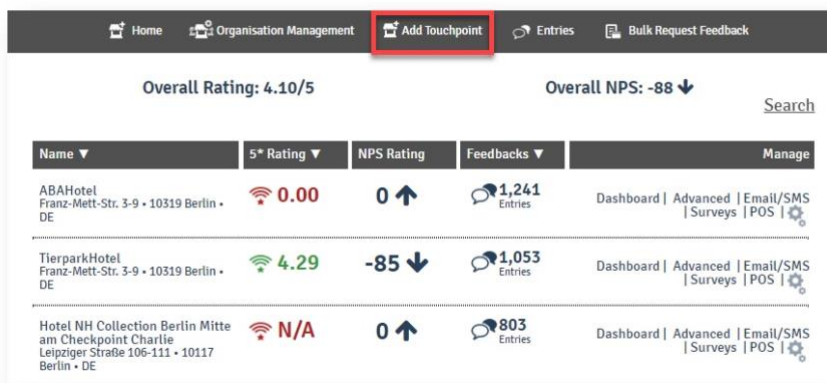 Home Organisation Management Add Touchpoint Entries Bulk Request Feedback
Overall Rating: 4.10/5 Overall NPS: -88
Search
Name ▼ 5* Rating ▼ NPS Rating Feedbacks ▼ Manage
ABAHotel
Franz-Mett-Str. 3-9 • 10319 Berlin •
DE
0.00
0
1,241
Entries
Dashboard | Advanced | Email/SMS
| Surveys | POS |
TierparkHotel
Franz-Mett-Str. 3-9 • 10319 Berlin •
DE
4.29
-85
1,053
Entries
Dashboard | Advanced | Email/SMS
| Surveys | POS |
Hotel NH Collection Berlin Mitte
am Checkpoint Charlie
Leipziger Straße 106-111 • 10117
Berlin • DE
N/A
0
803
Entries
Dashboard | Advanced | Email/SMS
| Surveys | POS |